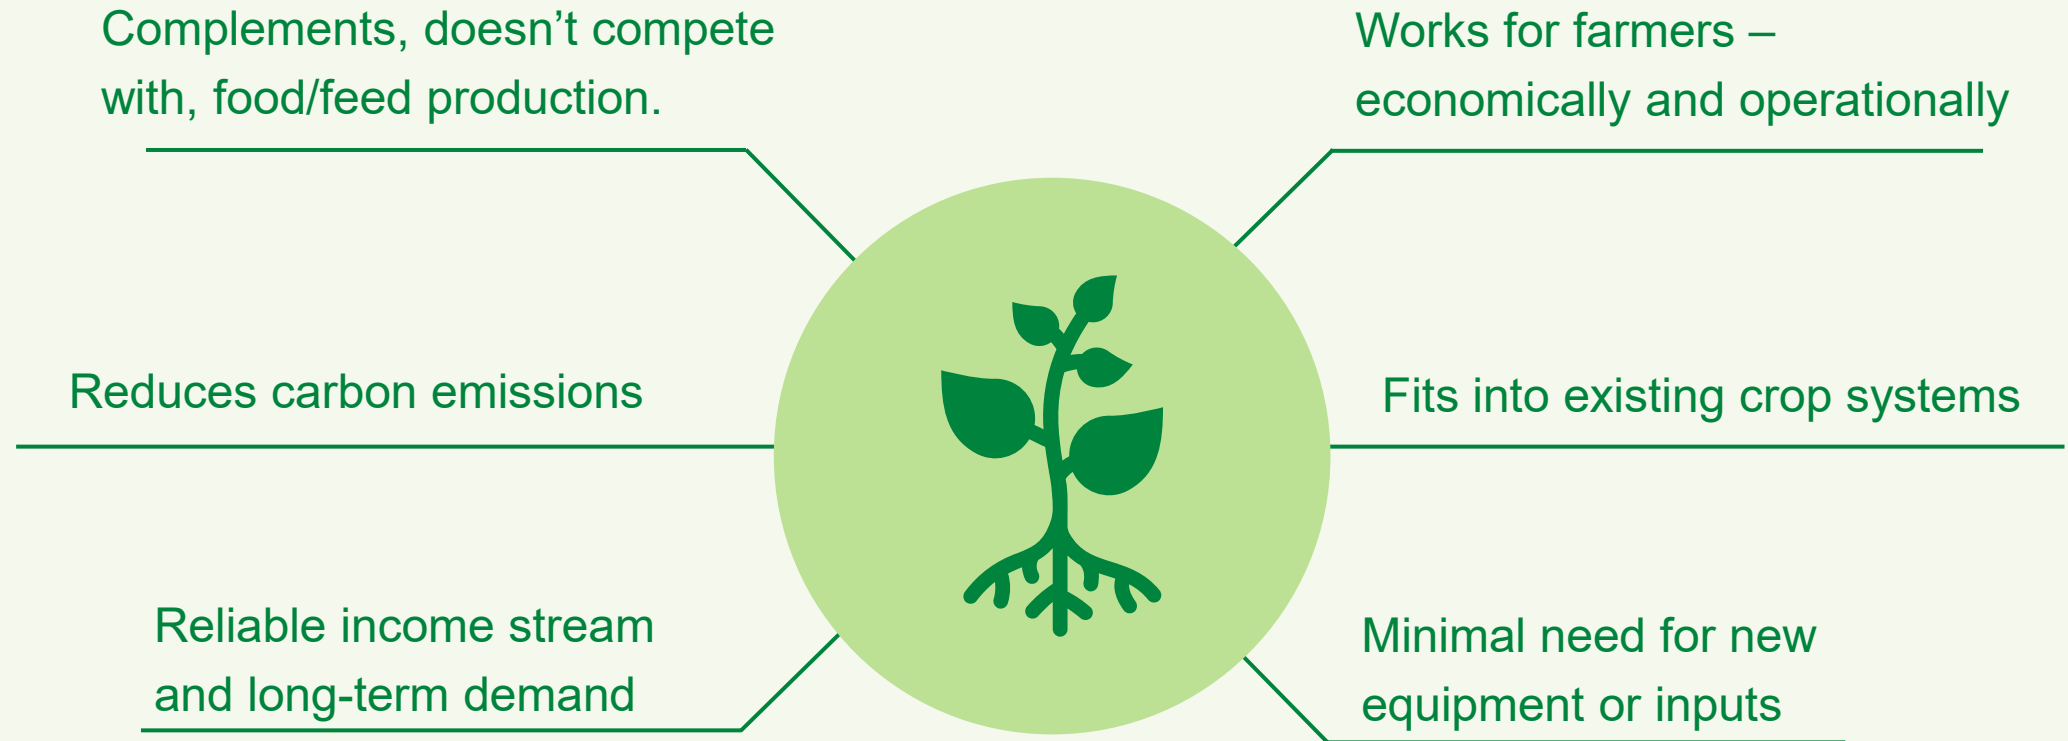 Complements, doesn’t compete
with, food/feed production.
Works for farmers –
economically and operationally
Reduces carbon emissions
Fits into existing crop systems
Reliable income stream
and long-term demand
Minimal need for new
equipment or inputs